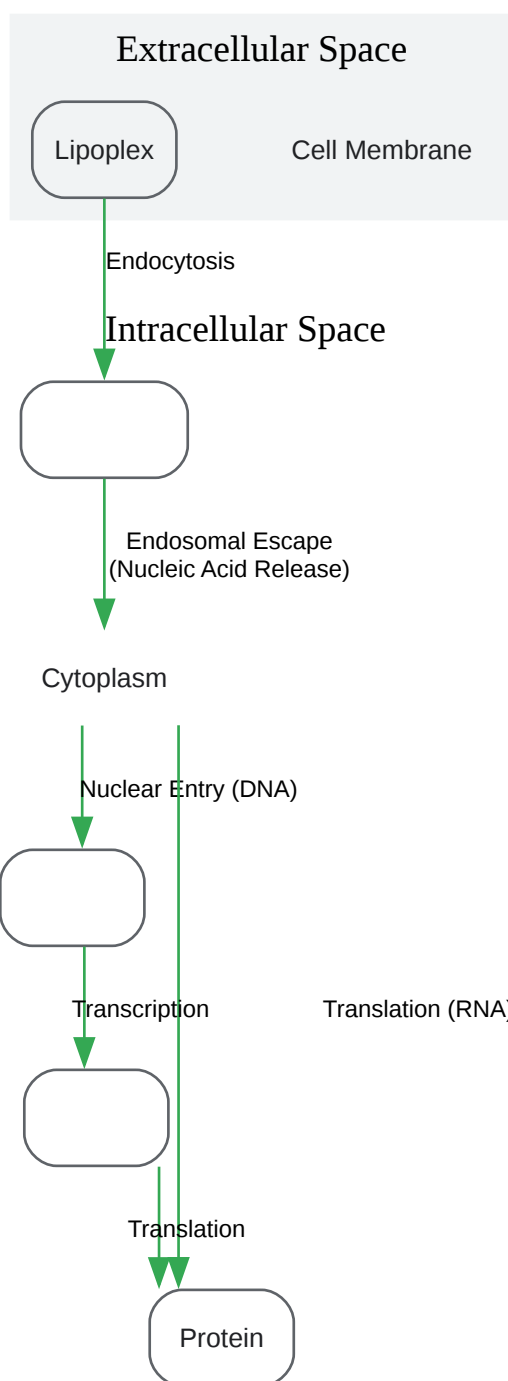 Extracellular Space
Lipoplex
Cell Membrane
Endocytosis
Intracellular Space
Endosomal Escape
(Nucleic Acid Release)
Cytoplasm
Nuclear Entry (DNA)
Transcription
Translation (RNA)
Translation
Protein